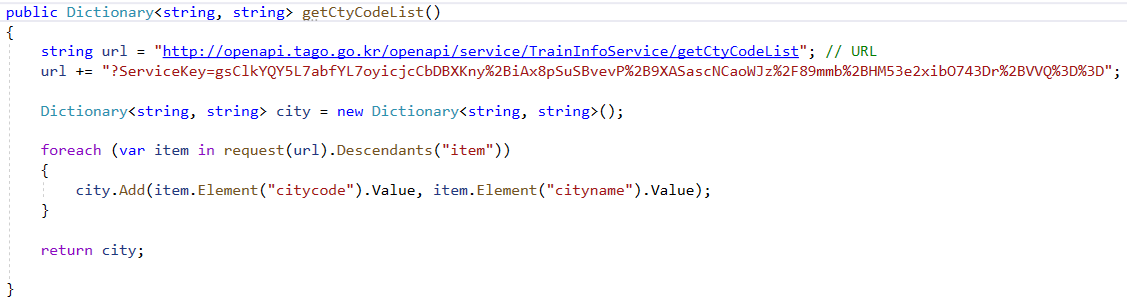 public Dictionary<string, string> getCtyCodeList()
{
    string url = "http://openapi.tago.go.kr/openapi/service/TrainInfoService/getCtyCodeList"; // URL
    url += "?ServiceKey=gsClkYQY5L7abfYL7oyicjcCbDBXKny%2BiAx8pSuSBvevP%2B9XASascNCaoWJz%2F89mmb%2BHM53e2xibO743Dr%2BVVQ%3D%3D";
    Dictionary<string, string> city = new Dictionary<string, string>();
    foreach (var item in request(url).Descendants("item"))
    {
        city.Add(item.Element("citycode").Value, item.Element("cityname").Value);
    }
    return city;
}